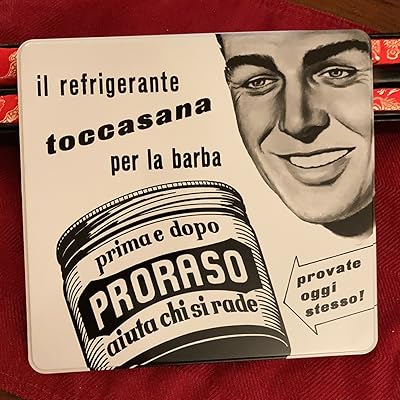 il refrigerante
toccasana
per la barba
prima e dopo
PRORASO
aiuta chi si rade
provate
oggi
stesso!